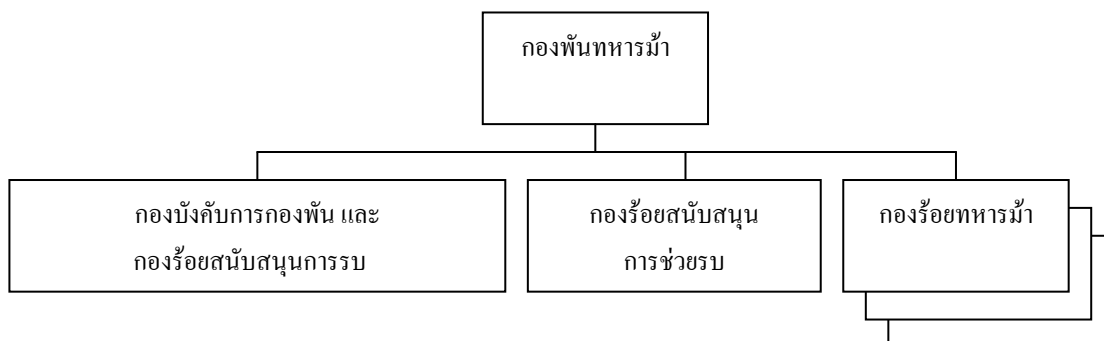 กองพันทหารม้า
กองบังคับการกองพัน และ
กองร้อยสนับสนุนการรบ
กองร้อยสนับสนุน
การช่วยรบ
กองร้อยทหารม้า